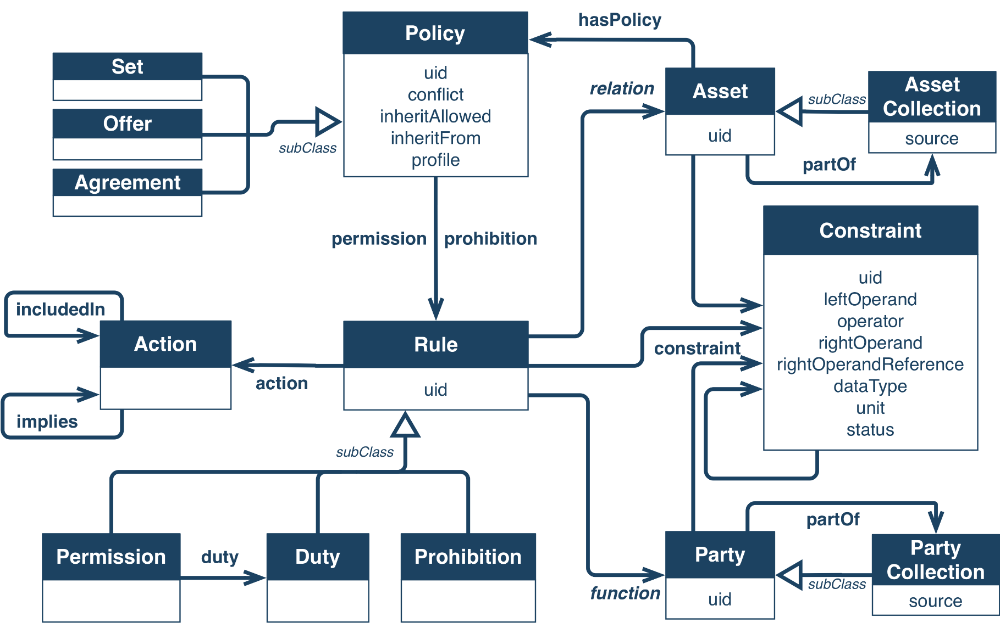 hasPolicy
Policy
uid
conflict
inheritAllowed
inheritFrom
profile
Set
Offer
Agreement
subClass
relation
Asset
uid
subClass
Asset
Collection
source
partOf
permission
prohibition
Constraint
uid
leftOperand
operator
rightOperand
rightOperandReference
dataType
unit
status
includedIn
Action
implies
action
Rule
uid
constraint
subClass
Permission
duty
Duty
Prohibition
function
Party
uid
partOf
subClass
Party
Collection
source